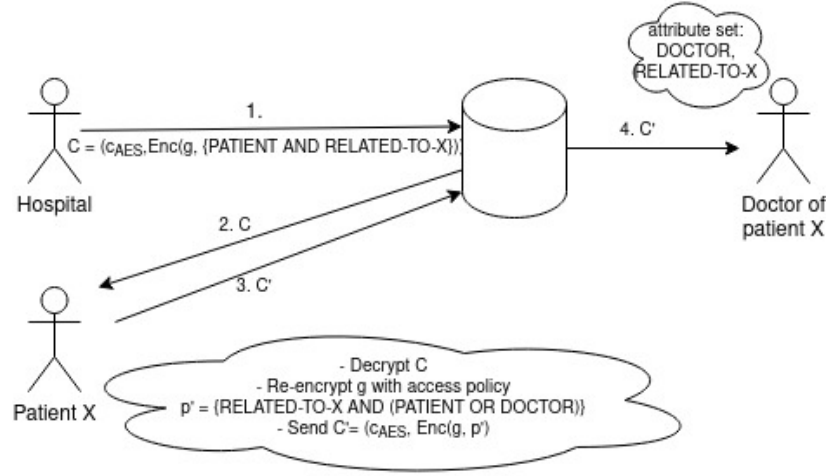 attribute set:
DOCTOR,
RELATED-TO-X
1.
C = (cAES,Enc(g, {PATIENT AND RELATED-TO-X}))
4. C'
Hospital
Doctor of
patient X
2. C
3. C'
- Decrypt C
- Re-encrypt g with access policy
p' = {RELATED-TO-X AND (PATIENT OR DOCTOR)}
- Send C'= (cAES, Enc(g, p')
Patient X